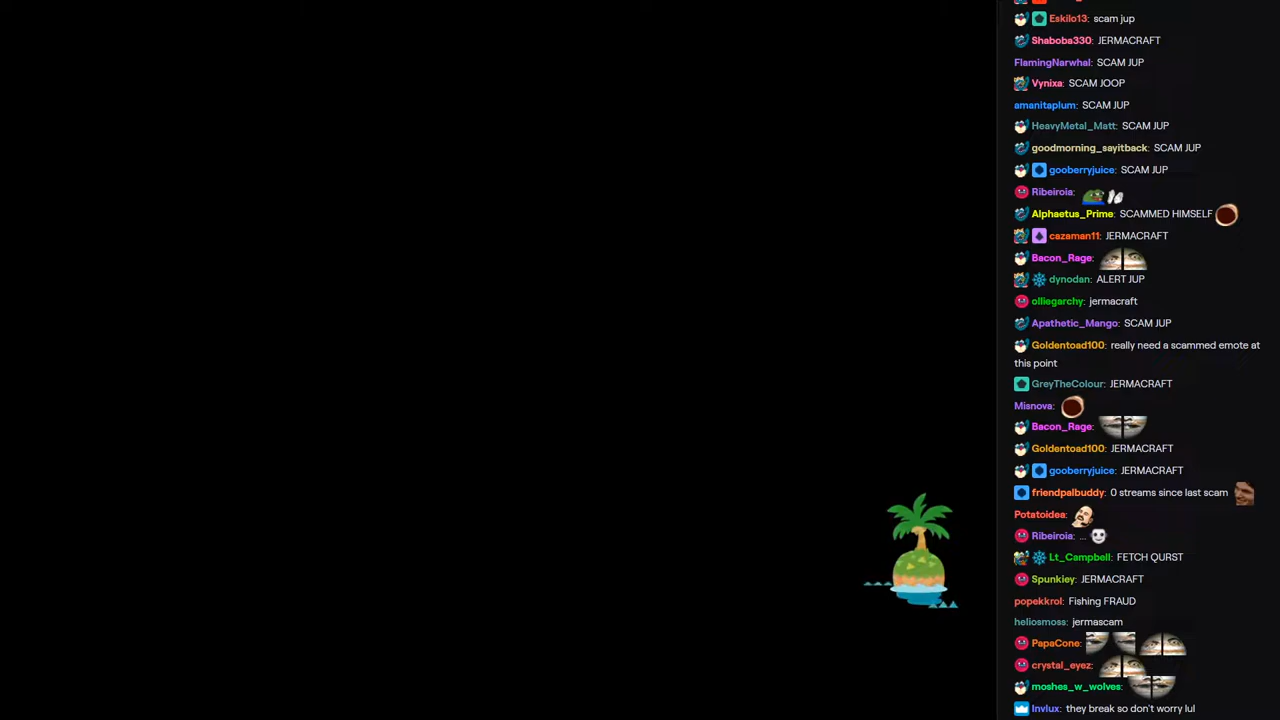 Eskilo13: scam jup
Shaboba330: JERMACRAFT
FlamingNarwhal: SCAM JUP
Vynixa: SCAM JOOP
amanitaplum: SCAM JUP
HeavyMetal_Matt: SCAM JUP
goodmorning_sayitback: SCAM JUP
gooberryjuice: SCAM JUP
Ribeiroia:
Alphaetus_Prime: SCAMMED HIMSELF
cazaman11: JERMACRAFT
Bacon_Rage:
dynodan: ALERT JUP
olliegarchy: jermacraft
Apathetic_Mango: SCAM JUP
Goldentoad100: really need a scammed emote at
this point
GreyTheColour: JERMACRAFT
Misnova:
Bacon_Rage:
Goldentoad100: JERMACRAFT
gooberryjuice: JERMACRAFT
friendpalbuddy: 0 streams since last scam
Potatoidea:
Ribeiroia: ...
Lt_Campbell: FETCH QURST
Spunkiey: JERMACRAFT
popekkrol: Fishing FRAUD
heliosmoss: jermascam
PapaCone:
crystal_eyez:
moshes_w_wolves:
Invlux: they break so don't worry lul